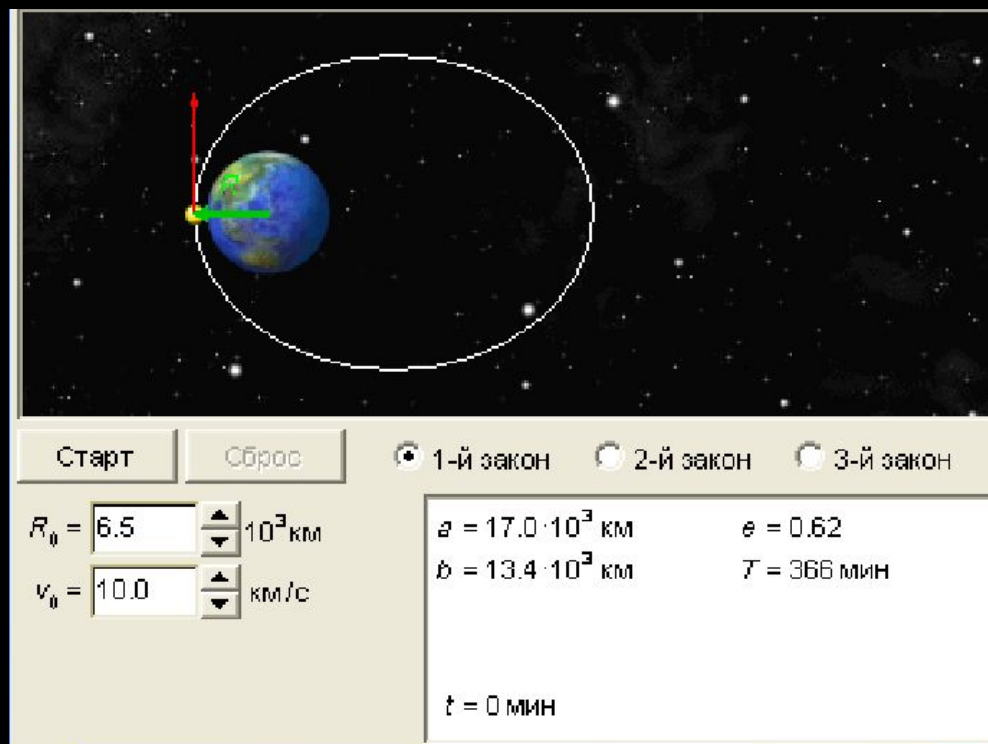 Старт Сброс 1-й закон 2-й закон 3-й закон
R₀ = 6.5 10³км
v₀ = 10.0 км/с
a = 17.0·10³ км e = 0.62
b = 13.4·10³ км T = 366 мин
t = 0 мин